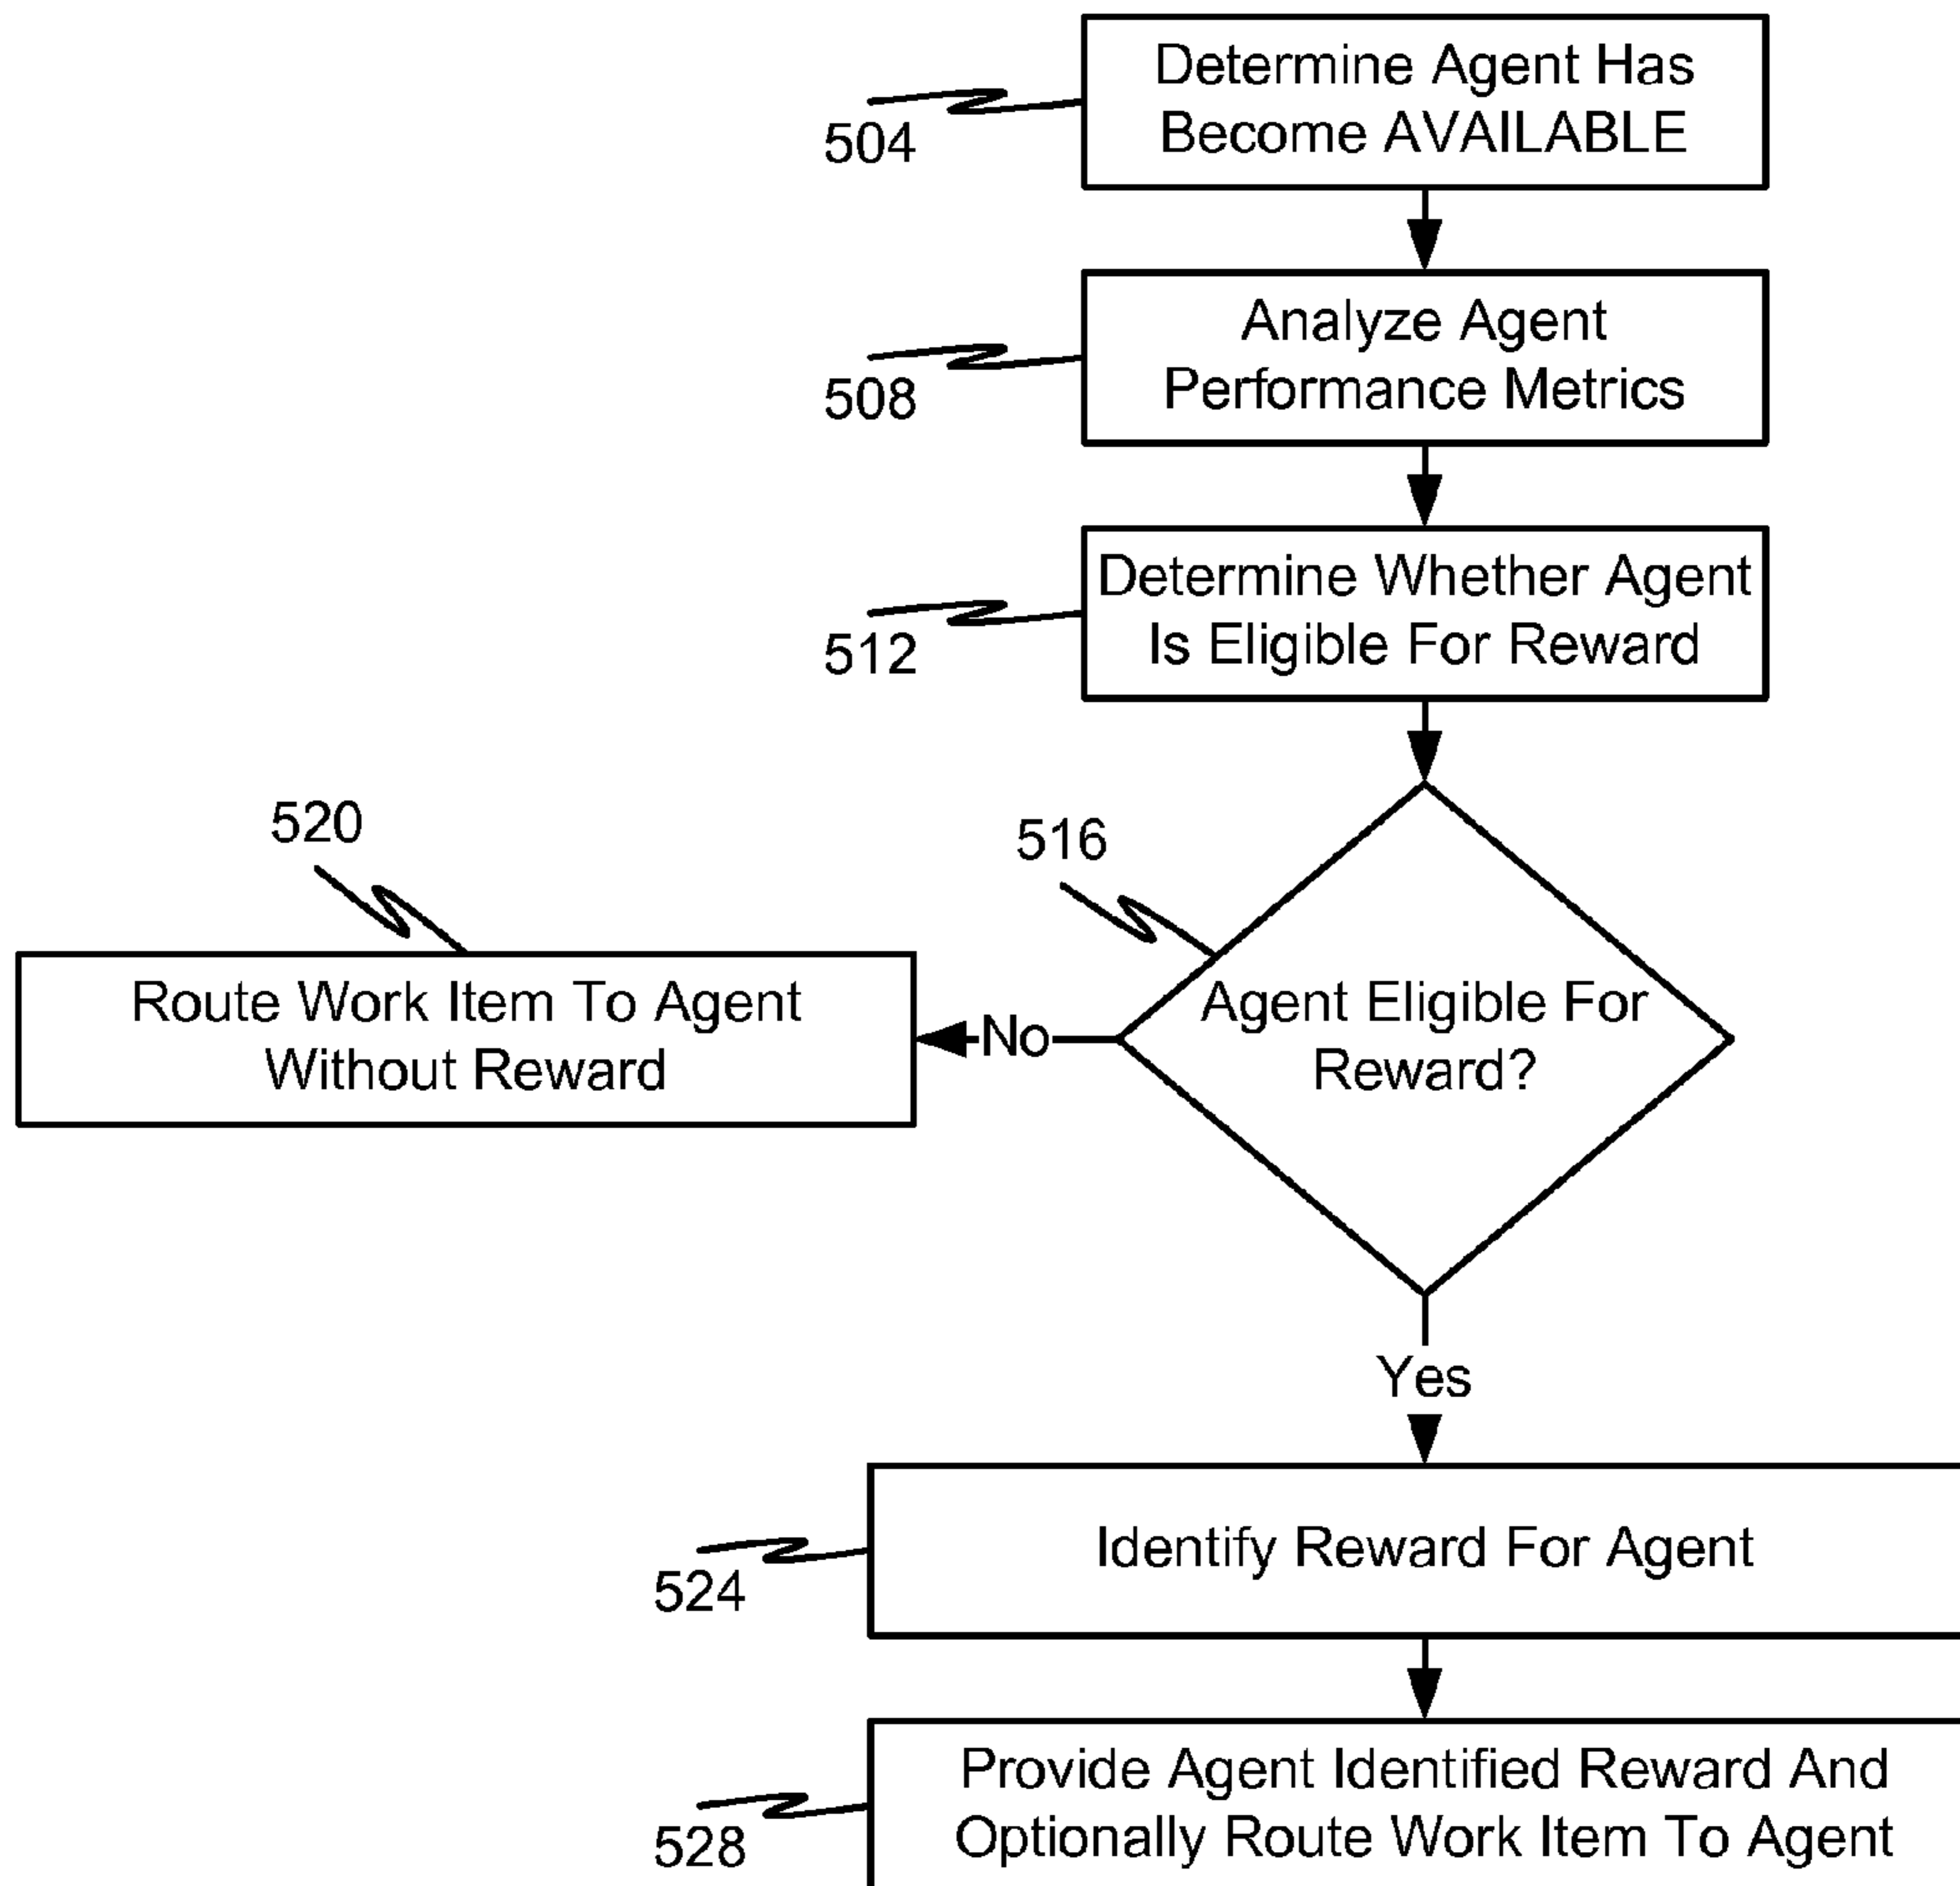 Determine Agent Has
Become AVAILABLE
504
Analyze Agent
Performance Metrics
508
Determine Whether Agent
Is Eligible For Reward
512
520
516
Route Work Item To Agent
Without Reward
No
Agent Eligible For
Reward?
Yes
Identify Reward For Agent
524
Provide Agent Identified Reward And
Optionally Route Work Item To Agent
528